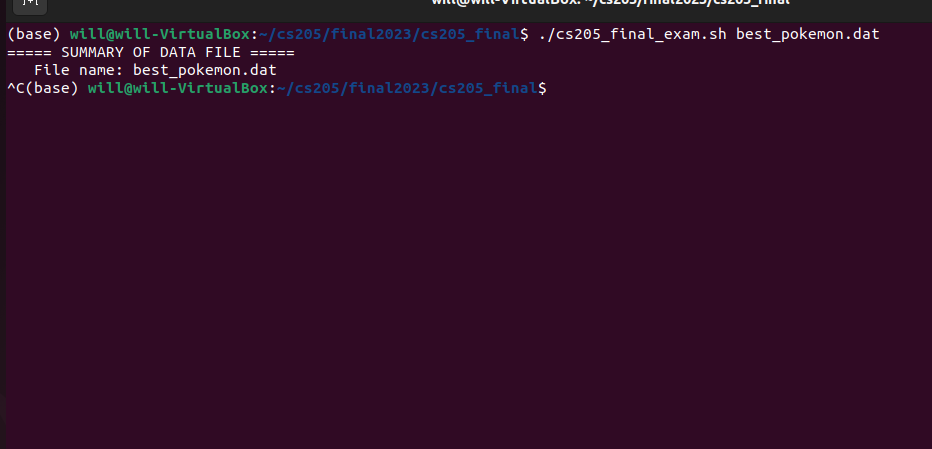 will@will-VirtualBox: ~/cs205/final2023/cs205_final
(base) will@will-VirtualBox:~/cs205/final2023/cs205_final$ ./cs205_final_exam.sh best_pokemon.dat
===== SUMMARY OF DATA FILE =====
   File name: best_pokemon.dat
^C(base) will@will-VirtualBox:~/cs205/final2023/cs205_final$